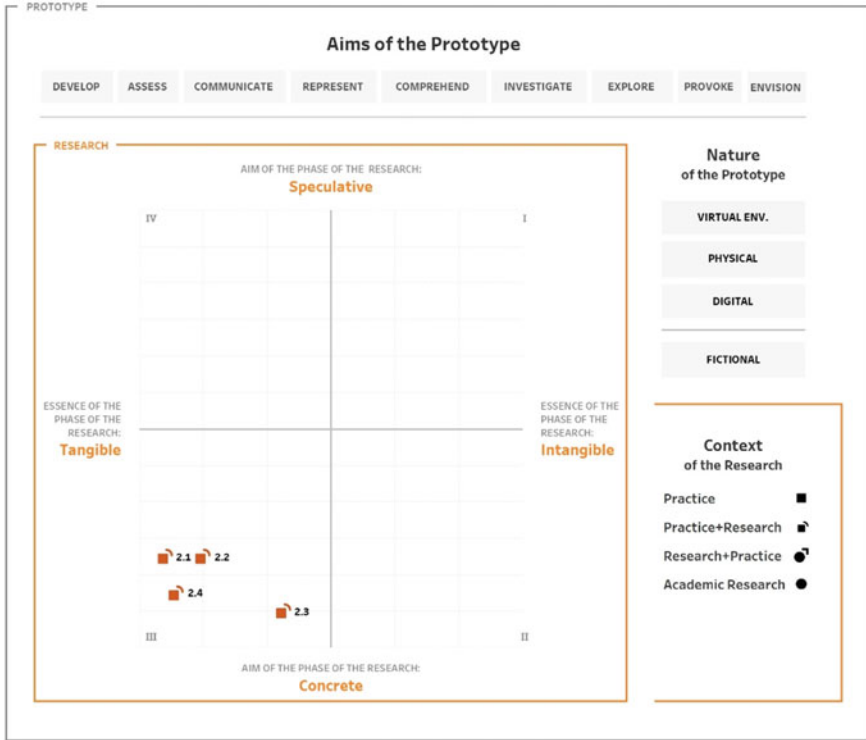 PROTOTYPE
Aims of the Prototype
DEVELOP
ASSESS
COMMUNICATE
REPRESENT
COMPREHEND
INVESTIGATE
EXPLORE
PROVOKE
ENVISION
RESEARCH
AIM OF THE PHASE OF THE RESEARCH:
Speculative
IV
I
ESSENCE OF THE
PHASE OF THE
RESEARCH:
Tangible
ESSENCE OF THE
PHASE OF THE
RESEARCH:
Intangible
2.1
2.2
2.4
2.3
III
II
AIM OF THE PHASE OF THE RESEARCH:
Concrete
Nature
of the Prototype
VIRTUAL ENV.
PHYSICAL
DIGITAL
FICTIONAL
Context
of the Research
Practice
Practice+Research
Research+Practice
Academic Research